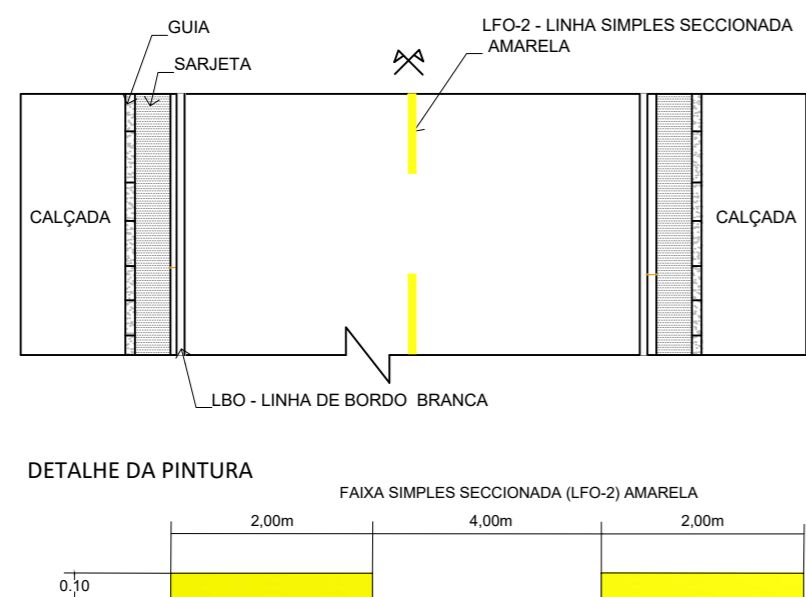 GUIA
LFO-2 - LINHA SIMPLES SECCIONADA
AMARELA
SARJETA
CALÇADA
CALÇADA
LBO - LINHA DE BORDO BRANCA
DETALHE DA PINTURA
FAIXA SIMPLES SECCIONADA (LFO-2) AMARELA
2,00m
4,00m
2,00m
0.10